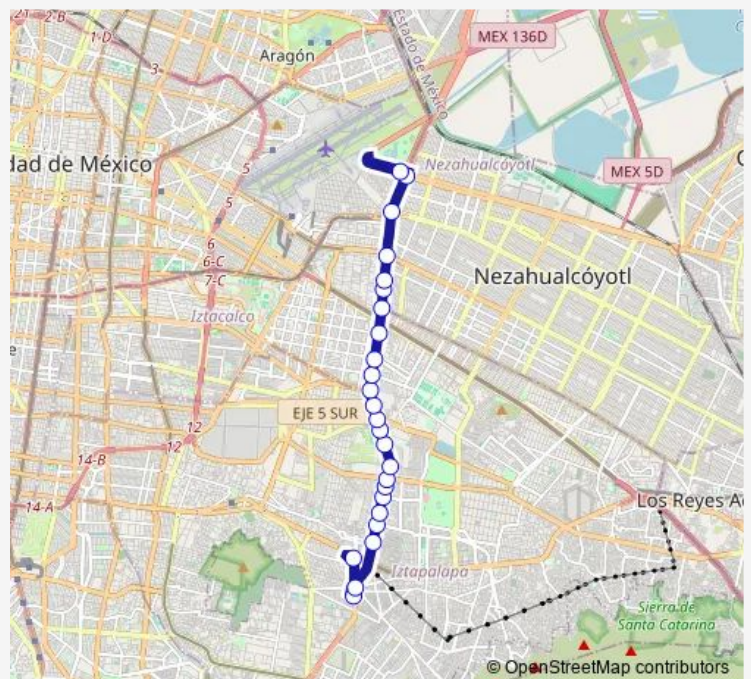 2-B
1-D
3
Aragón
Estado de México
MEX 136D
5
dad de México
Nezahualcóyotl
MEX 5D
5
6
6-C
7-C
Nezahualcóyotl
Iztacalco
EJE 5 SUR
12
12
14-B
14-A
Los Reyes Ac
Iztapalapa
Sierra de
Santa Catarina
© OpenStreetMap contributors